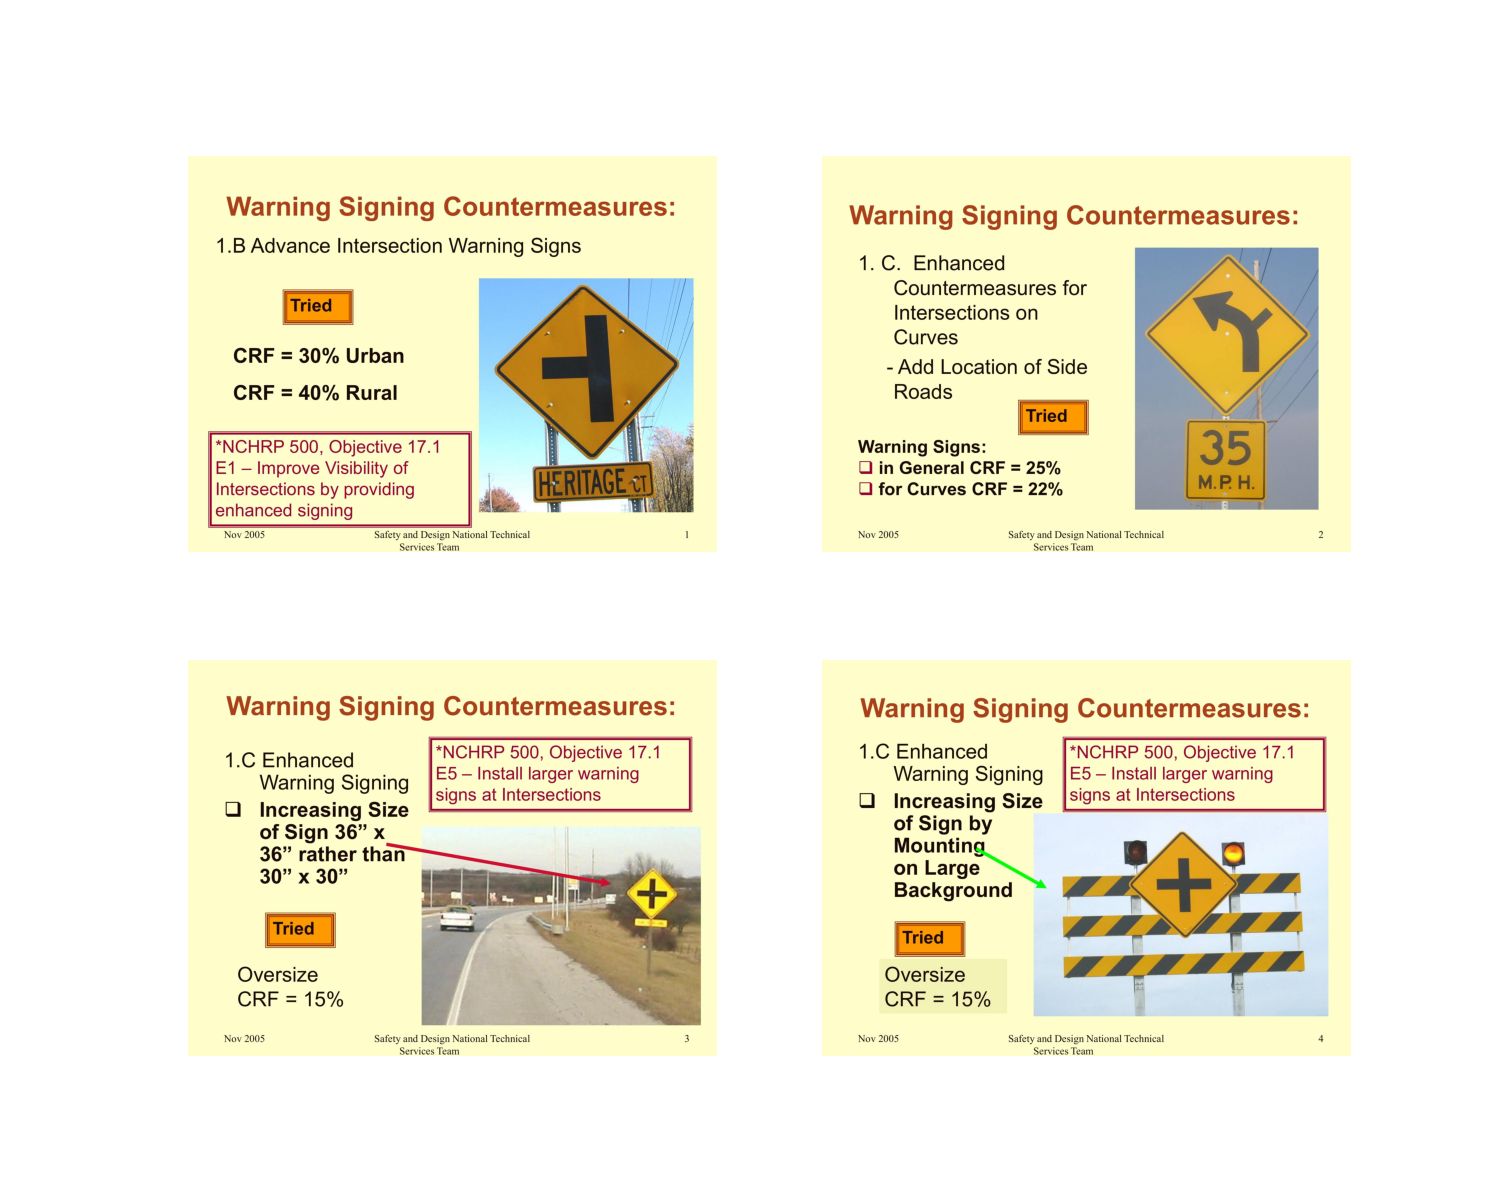 Warning Signing Countermeasures:
1.B Advance Intersection Warning Signs
Tried
CRF = 30% Urban
CRF = 40% Rural
*NCHRP 500, Objective 17.1
E1 – Improve Visibility of
Intersections by providing
enhanced signing
HERITAGE CT
Nov 2005
Safety and Design National Technical
Services Team
1
Warning Signing Countermeasures:
1. C. Enhanced
Countermeasures for
Intersections on
Curves
- Add Location of Side
Roads
Tried
Warning Signs:
❑ in General CRF = 25%
❑ for Curves CRF = 22%
35
M.P.H.
Nov 2005
Safety and Design National Technical
Services Team
2
Warning Signing Countermeasures:
1.C Enhanced
Warning Signing
❑ Increasing Size
of Sign 36” x
36” rather than
30” x 30”
*NCHRP 500, Objective 17.1
E5 – Install larger warning
signs at Intersections
Tried
Oversize
CRF = 15%
Nov 2005
Safety and Design National Technical
Services Team
3
Warning Signing Countermeasures:
1.C Enhanced
Warning Signing
❑ Increasing Size
of Sign by
Mounting
on Large
Background
*NCHRP 500, Objective 17.1
E5 – Install larger warning
signs at Intersections
Tried
Oversize
CRF = 15%
Nov 2005
Safety and Design National Technical
Services Team
4